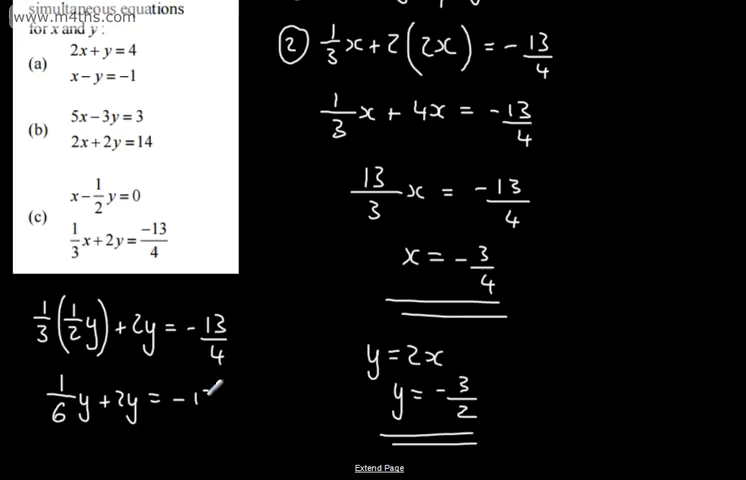 simultaneous equations
www.m4ths.com
for x and y :
(a) 2x + y = 4
x − y = −1
(b) 5x − 3y = 3
2x + 2y = 14
(c) x − 1/2 y = 0
1/3 x + 2y = −13/4
1/3 (1/2 y) + 2y = − 13/4
1/6 y + 2y = − 1
② 1/3 x + 2(2x) = − 13/4
1/3 x + 4x = − 13/4
13/3 x = − 13/4
x = − 3/4
y = 2x
y = − 3/2
Extend Page